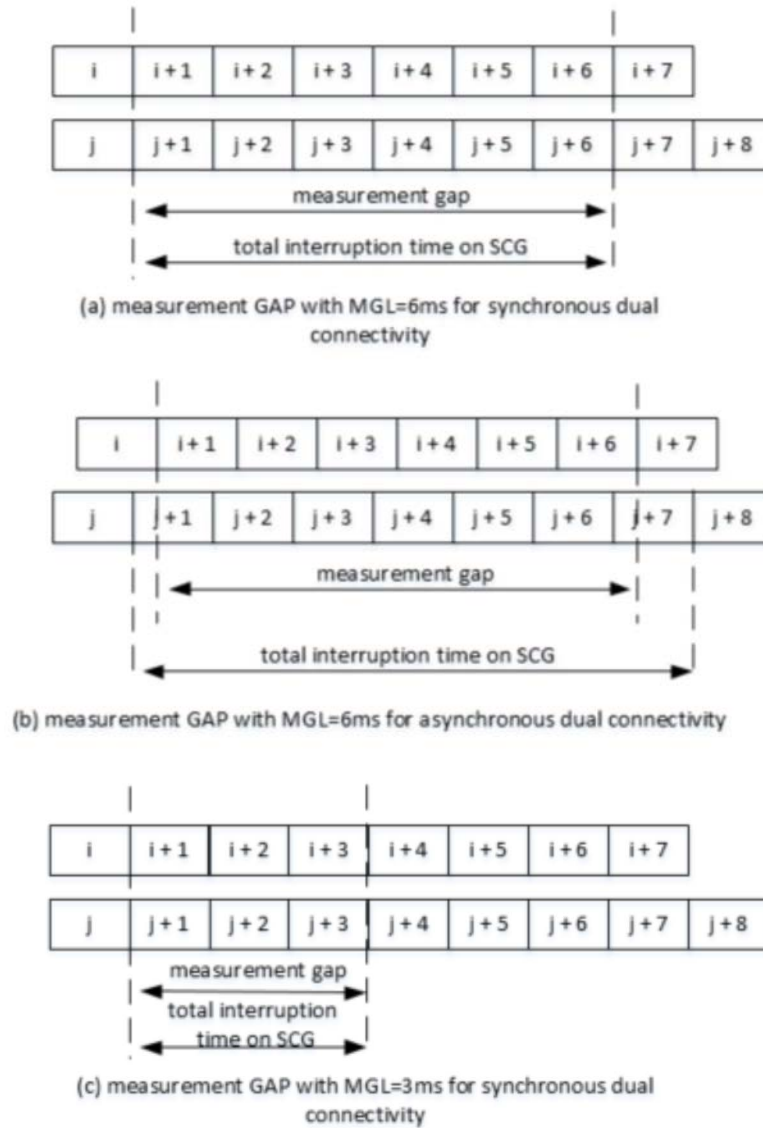 i i + 1 i + 2 i + 3 i + 4 i + 5 i + 6 i + 7
j j + 1 j + 2 j + 3 j + 4 j + 5 j + 6 j + 7 j + 8
measurement gap
total interruption time on SCG
(a) measurement GAP with MGL=6ms for synchronous dual
connectivity
i i + 1 i + 2 i + 3 i + 4 i + 5 i + 6 i + 7
j j + 1 j + 2 j + 3 j + 4 j + 5 j + 6 j + 7 j + 8
measurement gap
total interruption time on SCG
(b) measurement GAP with MGL=6ms for asynchronous dual connectivity
i i + 1 i + 2 i + 3 i + 4 i + 5 i + 6 i + 7
j j + 1 j + 2 j + 3 j + 4 j + 5 j + 6 j + 7 j + 8
measurement gap
total interruption
time on SCG
(c) measurement GAP with MGL=3ms for synchronous dual
connectivity